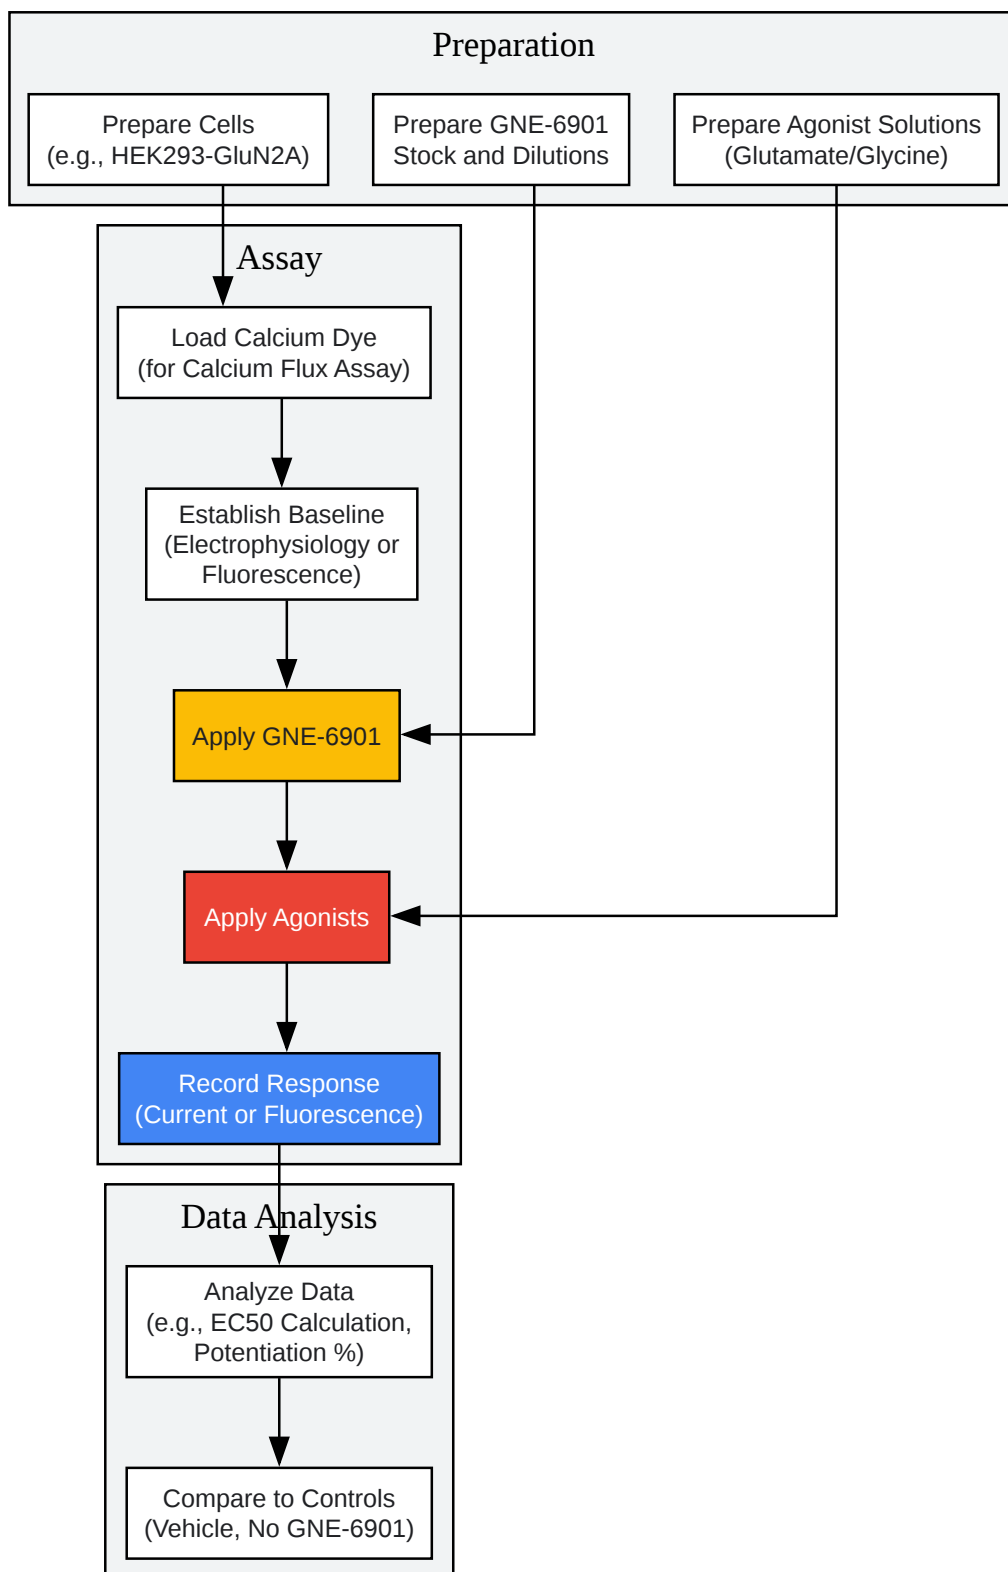 Preparation
Prepare Cells
(e.g., HEK293-GluN2A)
Prepare GNE-6901
Stock and Dilutions
Prepare Agonist Solutions
(Glutamate/Glycine)
Assay
Load Calcium Dye
(for Calcium Flux Assay)
Establish Baseline
(Electrophysiology or
Fluorescence)
Apply GNE-6901
Apply Agonists
Record Response
(Current or Fluorescence)
Data Analysis
Analyze Data
(e.g., EC50 Calculation,
Potentiation %)
Compare to Controls
(Vehicle, No GNE-6901)